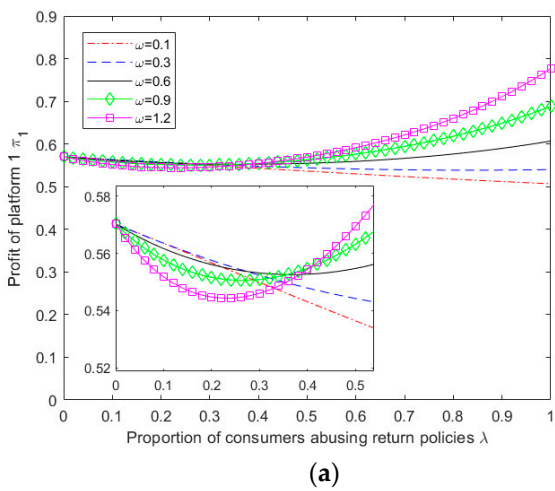 0.9
0.8
0.7
0.6
0.5
0.4
0.3
0.2
0.1
0
Profit of platform 1 π₁
ω=0.1
ω=0.3
ω=0.6
ω=0.9
ω=1.2
0.58
0.56
0.54
0.52
0 0.1 0.2 0.3 0.4 0.5
0 0.1 0.2 0.3 0.4 0.5 0.6 0.7 0.8 0.9 1
Proportion of consumers abusing return policies λ
(a)